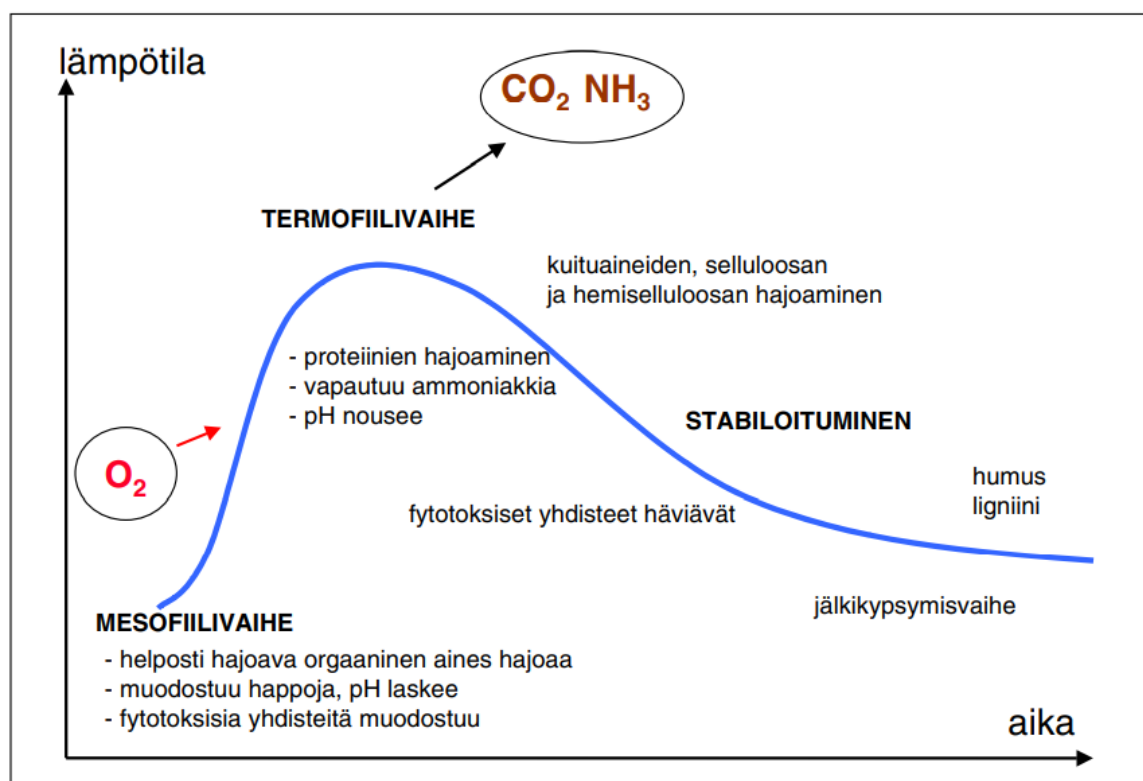 lämpötila
CO₂ NH₃
TERMOFIILIVAIHE
kuituaineiden, selluloosan
ja hemiselluloosan hajoaminen
- proteiinien hajoaminen
- vapautuu ammoniakkia
- pH nousee
STABILOITUMINEN
O₂
humus
ligniini
fytotoksiset yhdisteet häviävät
jälkikypsymisvaihe
MESOFIILIVAIHE
- helposti hajoava orgaaninen aines hajoaa
- muodostuu happoja, pH laskee
- fytotoksisia yhdisteitä muodostuu
aika